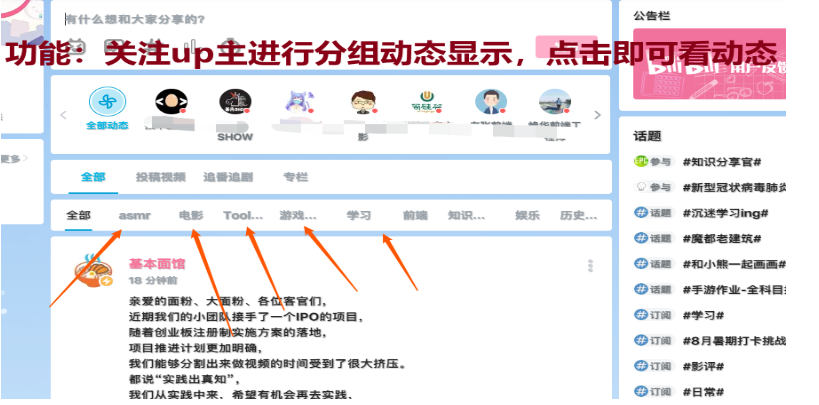 有什么想和大家分享的?
功能：关注up主进行分组动态显示，点击即可看动态
全部动态
SHOW
影
全部 投稿视频 追番追剧 专栏
全部 asmr 电影 Tool... 游戏... 学习 前端 知识... 娱乐 历史...
基本面馆
18 分钟前
亲爱的面粉、大面粉、各位客官们，
近期我们的小团队接手了一个IPO的项目，
随着创业板注册制实施方案的落地，
项目推进计划更加明确，
我们能够分割出来做视频的时间受到了很大挤压。
都说“实践出真知”，
我们从实践中来，希望有机会再去实践，
更多
公告栏
bilibili 用户反馈
话题
参与 #知识分享官#
参与 #新型冠状病毒肺炎
话题 #沉迷学习ing#
话题 #魔都老建筑#
话题 #和小熊一起画画#
话题 #手游作业-全科目
订阅 #学习#
订阅 #8月暑期打卡挑战
订阅 #影评#
订阅 #日常#